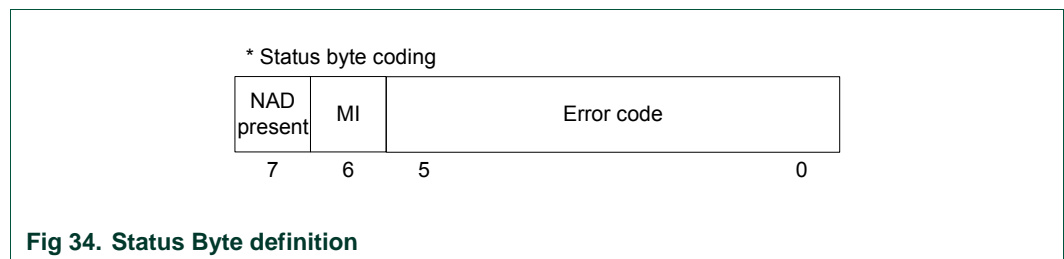 * Status byte coding
NAD
present
MI
Error code
7
6
5
0
Fig 34. Status Byte definition